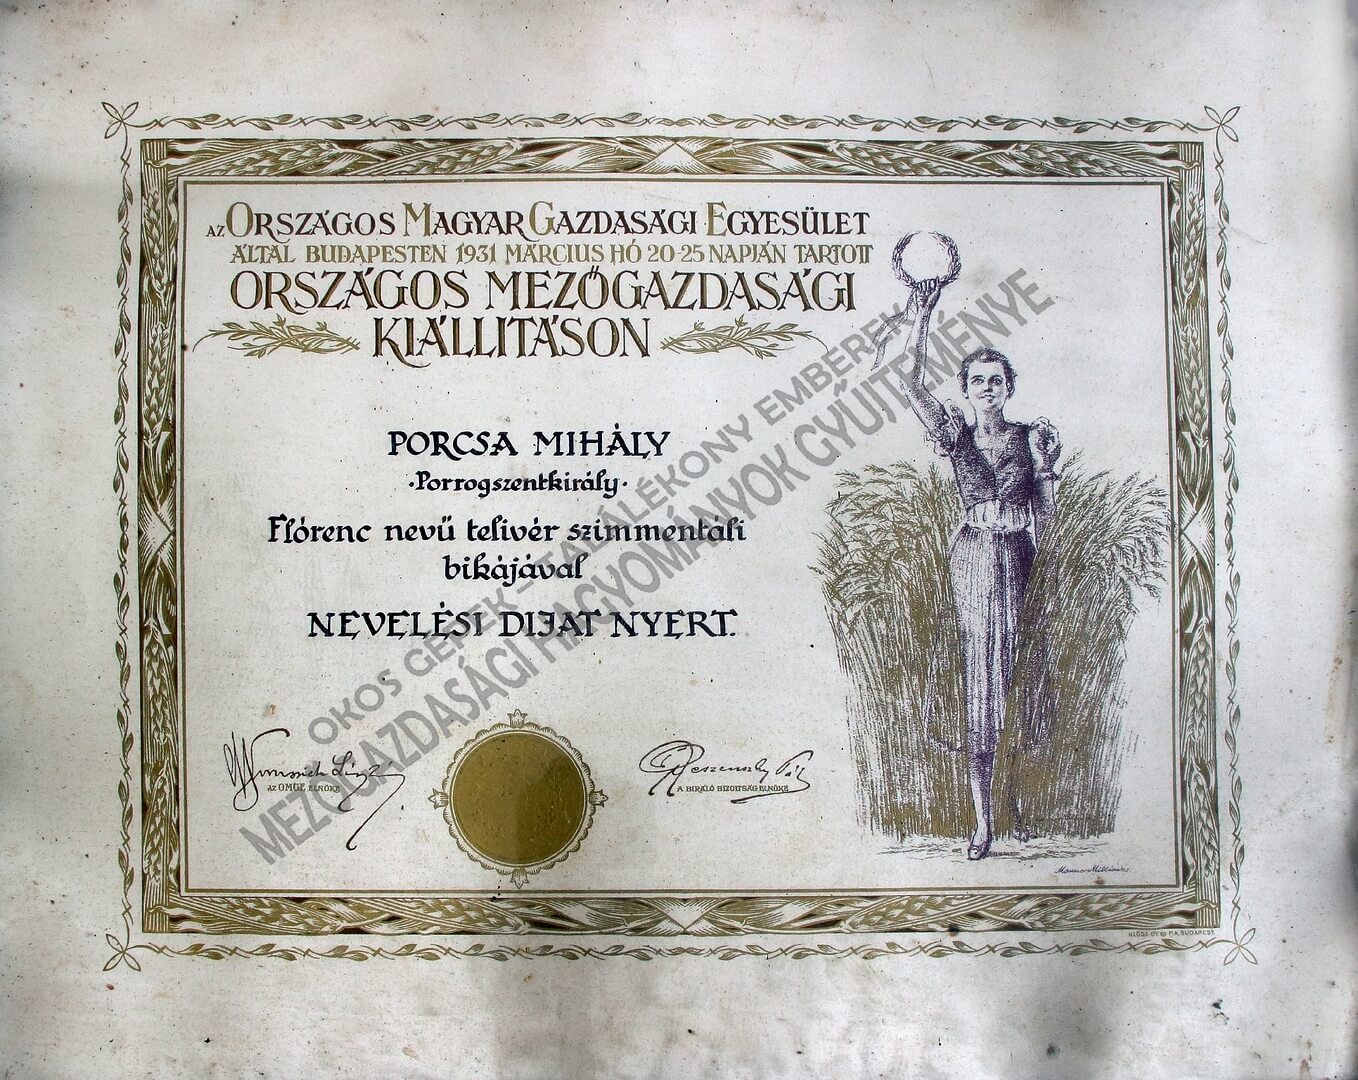 AZ ORSZÁGOS MAGYAR GAZDASÁGI EGYESÜLET
ÁLTAL BUDAPESTEN 1931 MÁRCIUS HÓ 20-25 NAPJÁN TARTOTT
ORSZÁGOS MEZŐGAZDASÁGI
KIÁLLITÁSON
PORCSA MIHÁLY
·Porrogszentkirály·
Flórenc nevű telivér szimmentáli
bikájával
NEVELÉSI DIJAT NYERT.
AZ OMGE ELNÖKE
A BIRÁLÓ BIZOTTSÁG ELNÖKE
OKOS GÉPEK - TALÁLÉKONY EMBEREK
MEZŐGAZDASÁGI HAGYOMÁNYOK GYŰJTEMÉNYE